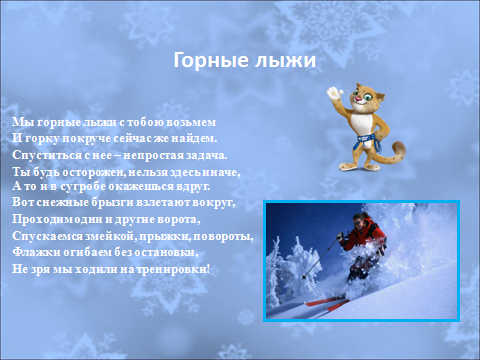 Горные лыжи
Мы горные лыжи с тобою возьмем
И горку покруче сейчас же найдем.
Спуститься с нее – непростая задача.
Ты будь осторожен, нельзя здесь иначе,
А то и в сугробе окажешься вдруг.
Вот снежные брызги взлетают вокруг,
Проходим одни и другие ворота,
Спускаемся змейкой, прыжки, повороты,
Флажки огибаем без остановки,
Не зря мы ходили на тренировки!